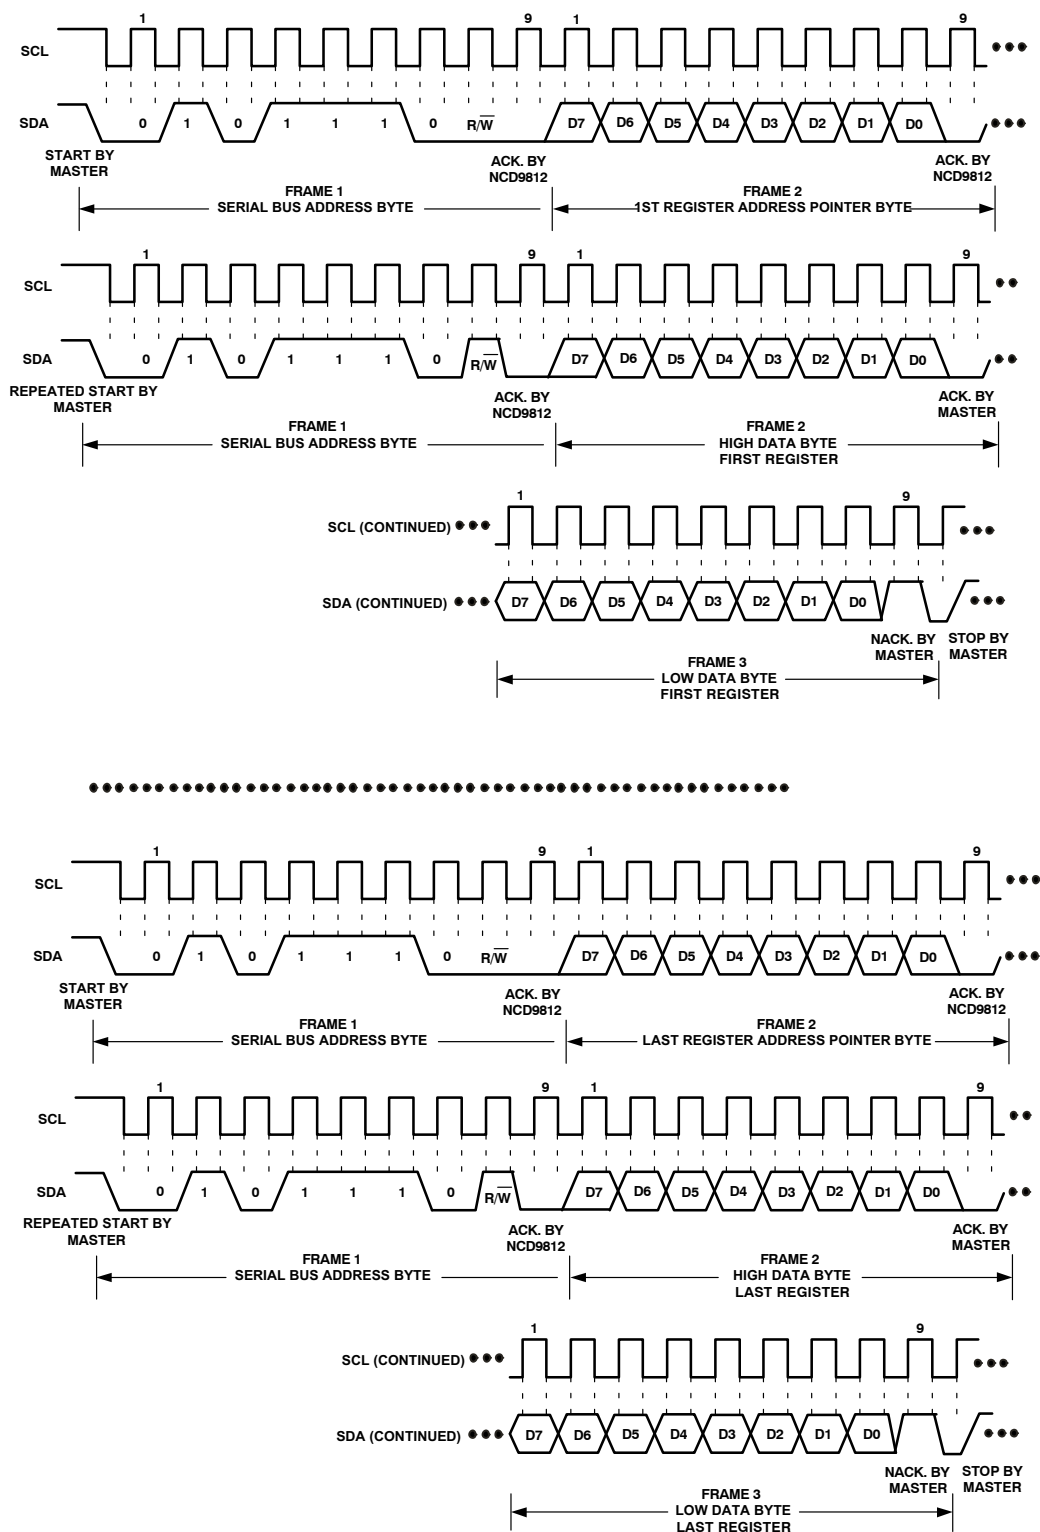 1 9 1 9
SCL
SDA 0 1 0 1 1 1 0 R/W̅ D7 D6 D5 D4 D3 D2 D1 D0
START BY
MASTER
ACK. BY
NCD9812
ACK. BY
NCD9812
FRAME 1
SERIAL BUS ADDRESS BYTE
FRAME 2
1ST REGISTER ADDRESS POINTER BYTE
1 9 1 9
SCL
SDA 0 1 0 1 1 1 0 R/W̅ D7 D6 D5 D4 D3 D2 D1 D0
REPEATED START BY
MASTER
ACK. BY
NCD9812
ACK. BY
MASTER
FRAME 1
SERIAL BUS ADDRESS BYTE
FRAME 2
HIGH DATA BYTE
FIRST REGISTER
1 9
SCL (CONTINUED)
SDA (CONTINUED) D7 D6 D5 D4 D3 D2 D1 D0
NACK. BY
MASTER
STOP BY
MASTER
FRAME 3
LOW DATA BYTE
FIRST REGISTER
1 9 1 9
SCL
SDA 0 1 0 1 1 1 0 R/W̅ D7 D6 D5 D4 D3 D2 D1 D0
START BY
MASTER
ACK. BY
NCD9812
ACK. BY
NCD9812
FRAME 1
SERIAL BUS ADDRESS BYTE
FRAME 2
LAST REGISTER ADDRESS POINTER BYTE
1 9 1 9
SCL
SDA 0 1 0 1 1 1 0 R/W̅ D7 D6 D5 D4 D3 D2 D1 D0
REPEATED START BY
MASTER
ACK. BY
NCD9812
ACK. BY
MASTER
FRAME 1
SERIAL BUS ADDRESS BYTE
FRAME 2
HIGH DATA BYTE
LAST REGISTER
1 9
SCL (CONTINUED)
SDA (CONTINUED) D7 D6 D5 D4 D3 D2 D1 D0
NACK. BY
MASTER
STOP BY
MASTER
FRAME 3
LOW DATA BYTE
LAST REGISTER